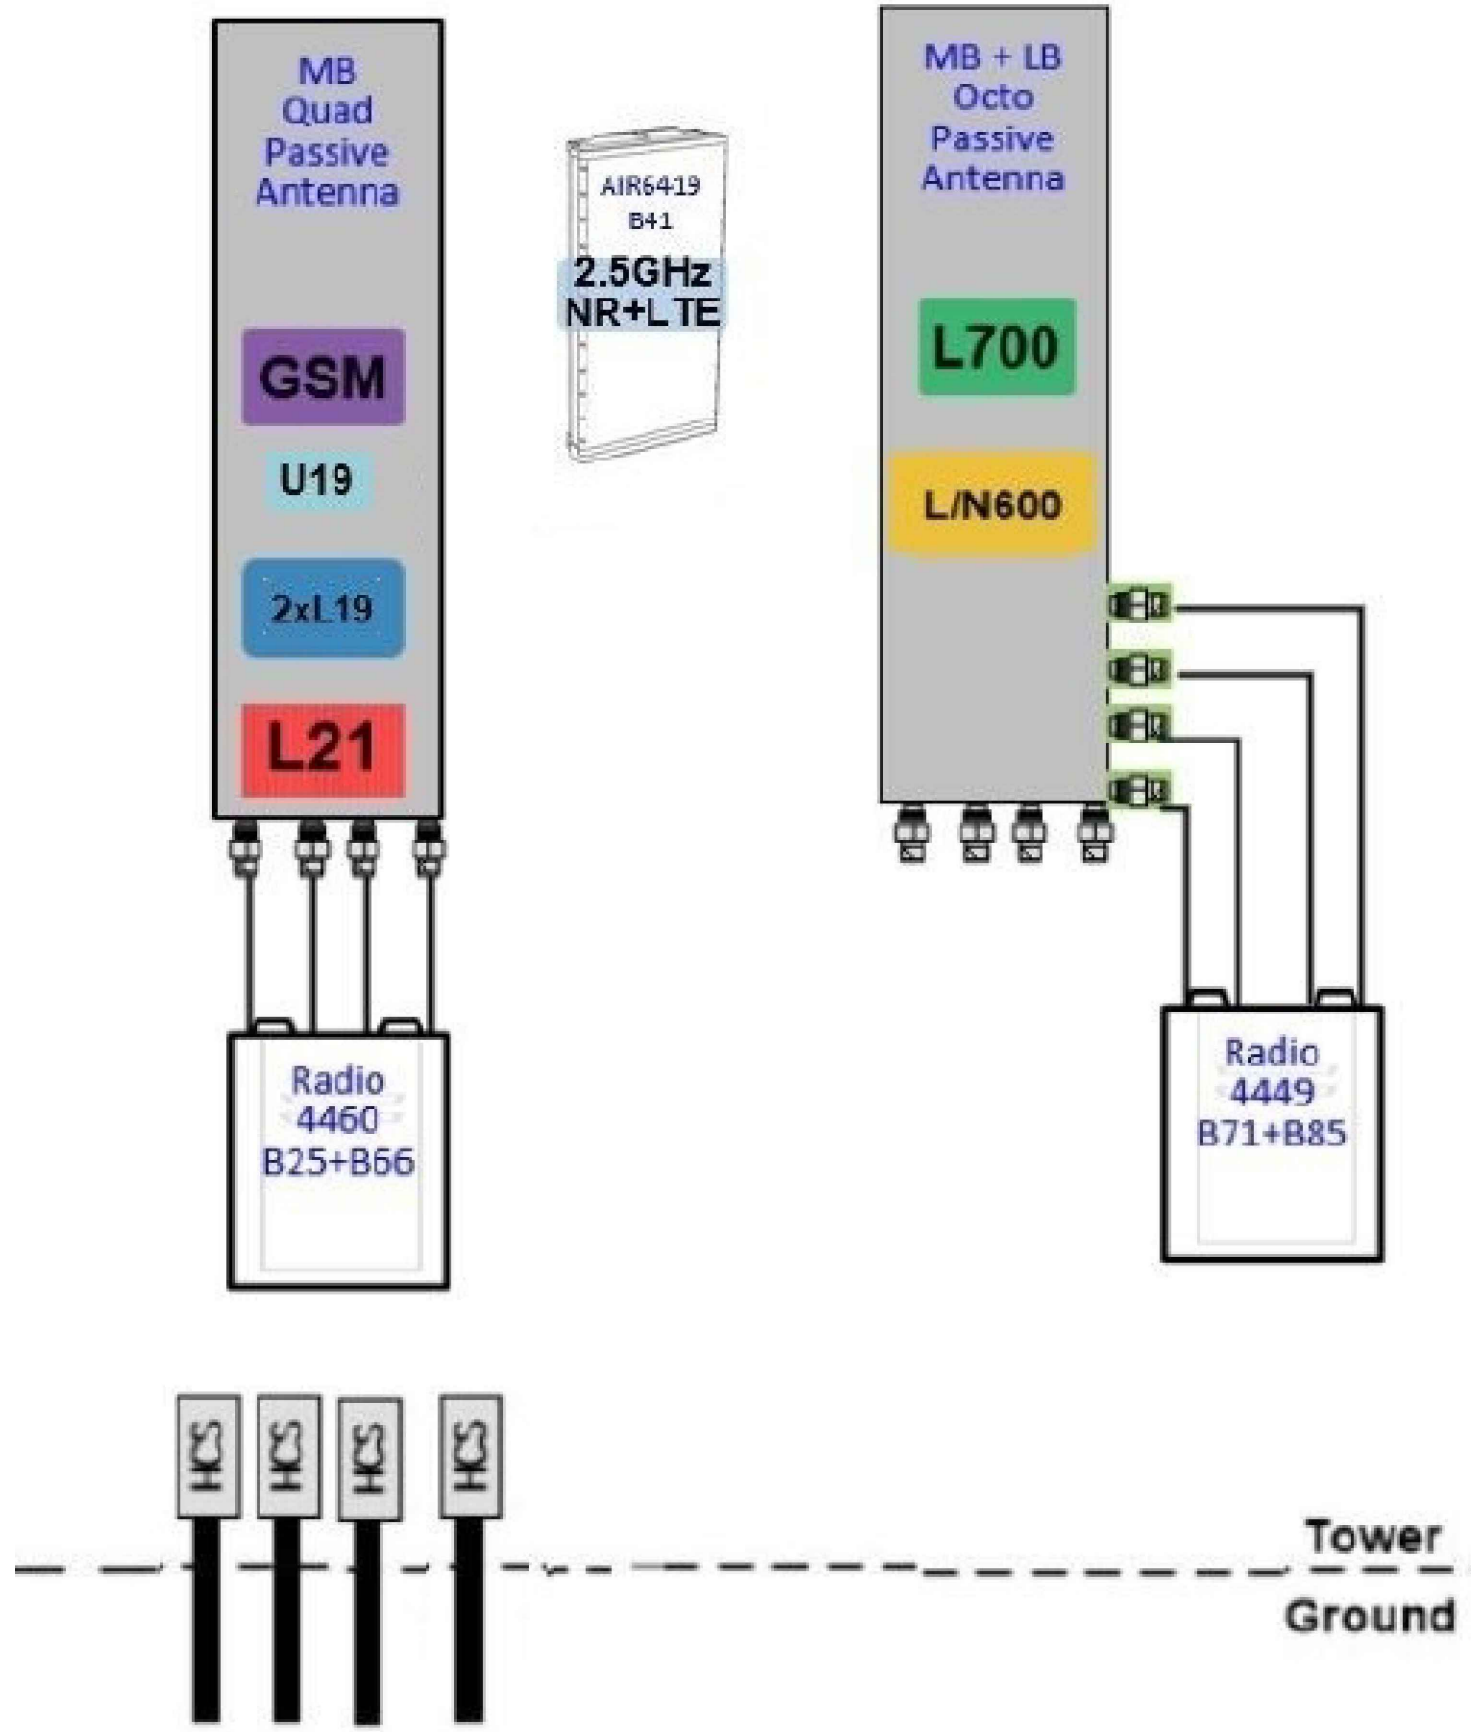 MB
Quad
Passive
Antenna
GSM
U19
2xL19
L21
AIR6419
B41
2.5GHz
NR+LTE
MB + LB
Octo
Passive
Antenna
L700
L/N600
Radio
4460
B25+B66
Radio
4449
B71+B85
HCS
HCS
HCS
HCS
Tower
Ground